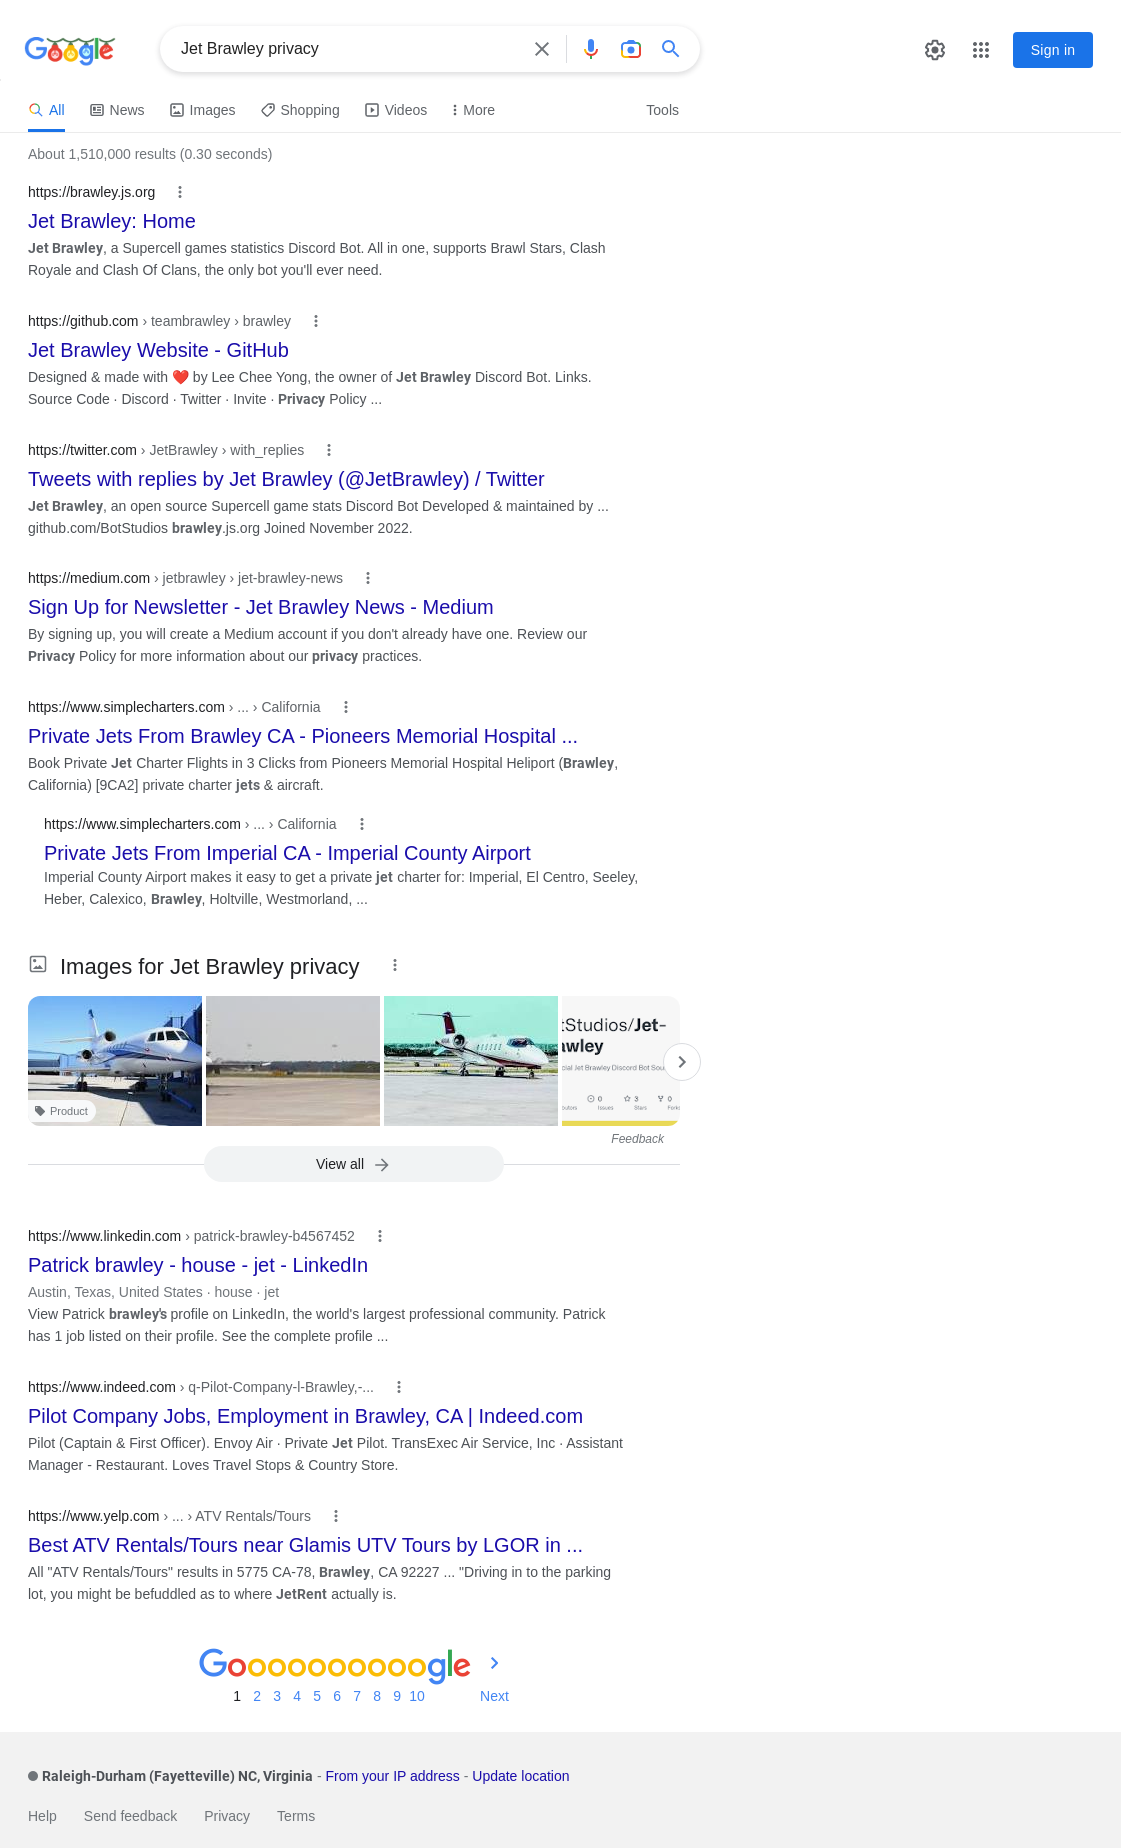 Google
Jet Brawley privacy
Sign in
All
News
Images
Shopping
Videos
More
Tools
About 1,510,000 results (0.30 seconds)
https://brawley.js.org
Jet Brawley: Home
Jet Brawley, a Supercell games statistics Discord Bot. All in one, supports Brawl Stars, Clash
Royale and Clash Of Clans, the only bot you'll ever need.
https://github.com › teambrawley › brawley
Jet Brawley Website - GitHub
Designed & made with ❤️ by Lee Chee Yong, the owner of Jet Brawley Discord Bot. Links.
Source Code · Discord · Twitter · Invite · Privacy Policy ...
https://twitter.com › JetBrawley › with_replies
Tweets with replies by Jet Brawley (@JetBrawley) / Twitter
Jet Brawley, an open source Supercell game stats Discord Bot Developed & maintained by ...
github.com/BotStudios brawley.js.org Joined November 2022.
https://medium.com › jetbrawley › jet-brawley-news
Sign Up for Newsletter - Jet Brawley News - Medium
By signing up, you will create a Medium account if you don't already have one. Review our
Privacy Policy for more information about our privacy practices.
https://www.simplecharters.com › ... › California
Private Jets From Brawley CA - Pioneers Memorial Hospital ...
Book Private Jet Charter Flights in 3 Clicks from Pioneers Memorial Hospital Heliport (Brawley,
California) [9CA2] private charter jets & aircraft.
https://www.simplecharters.com › ... › California
Private Jets From Imperial CA - Imperial County Airport
Imperial County Airport makes it easy to get a private jet charter for: Imperial, El Centro, Seeley,
Heber, Calexico, Brawley, Holtville, Westmorland, ...
Images for Jet Brawley privacy
Product
tStudios/Jet-
awley
cial Jet Brawley Discord Bot Sou
0
3
0
Issues
Stars
Forks
Feedback
View all
https://www.linkedin.com › patrick-brawley-b4567452
Patrick brawley - house - jet - LinkedIn
Austin, Texas, United States · house · jet
View Patrick brawley's profile on LinkedIn, the world's largest professional community. Patrick
has 1 job listed on their profile. See the complete profile ...
https://www.indeed.com › q-Pilot-Company-l-Brawley,-...
Pilot Company Jobs, Employment in Brawley, CA | Indeed.com
Pilot (Captain & First Officer). Envoy Air · Private Jet Pilot. TransExec Air Service, Inc · Assistant
Manager - Restaurant. Loves Travel Stops & Country Store.
https://www.yelp.com › ... › ATV Rentals/Tours
Best ATV Rentals/Tours near Glamis UTV Tours by LGOR in ...
All "ATV Rentals/Tours" results in 5775 CA-78, Brawley, CA 92227 ... "Driving in to the parking
lot, you might be befuddled as to where JetRent actually is.
Goooooooooogle
1 2 3 4 5 6 7 8 9 10 Next
Raleigh-Durham (Fayetteville) NC, Virginia - From your IP address - Update location
Help
Send feedback
Privacy
Terms